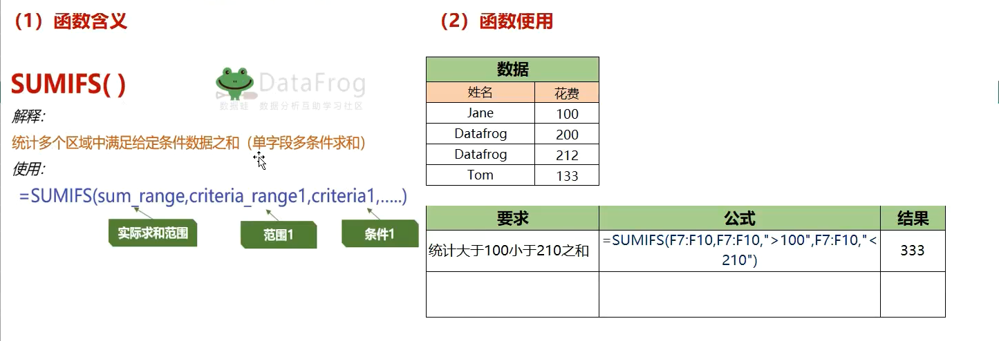 （1）函数含义
SUMIFS( )
DataFrog
数据蛙 数据分析互助学习社区
解释：
统计多个区域中满足给定条件数据之和（单字段多条件求和）
使用：
=SUMIFS(sum_range,criteria_range1,criteria1,.....)
实际求和范围
范围1
条件1
（2）函数使用
数据
姓名 花费
Jane 100
Datafrog 200
Datafrog 212
Tom 133
要求 公式 结果
统计大于100小于210之和 =SUMIFS(F7:F10,F7:F10,">100",F7:F10,"< 333
210")